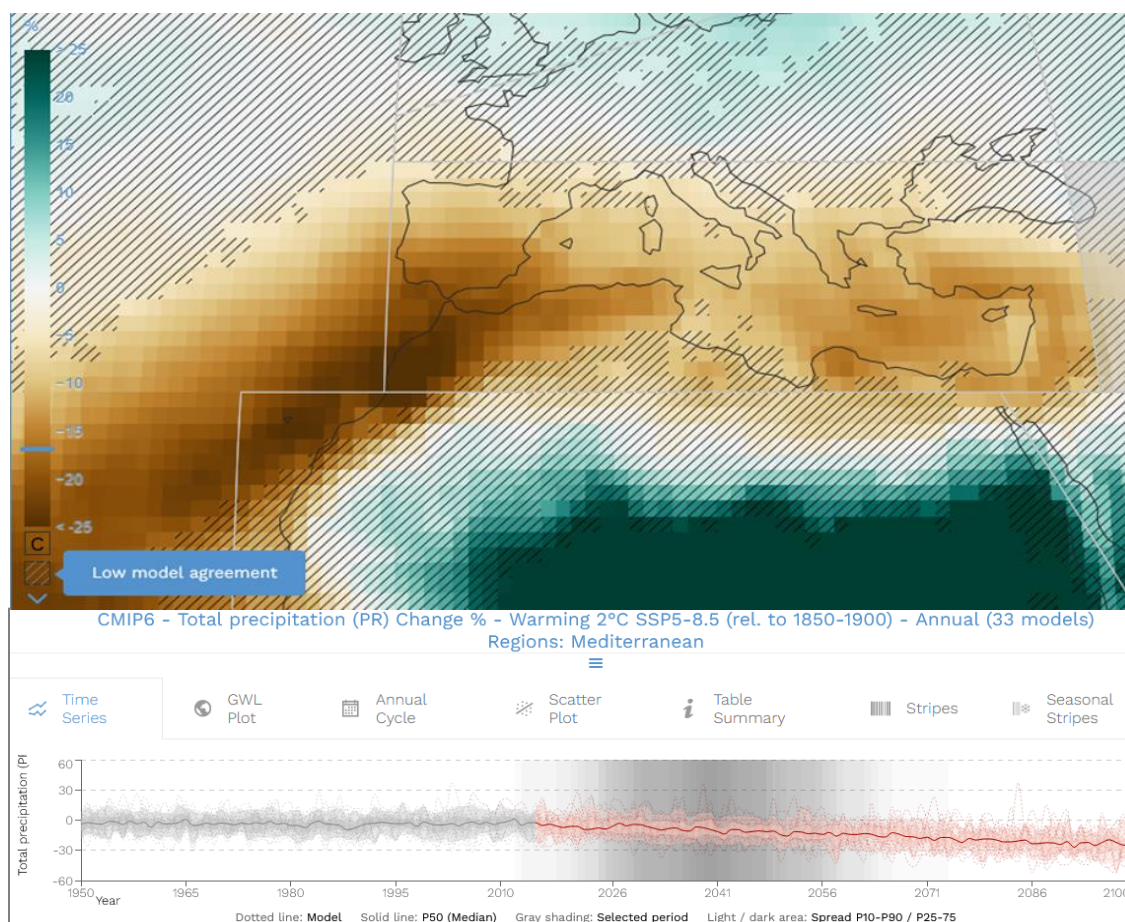 %
> 25
20
15
10
5
0
-5
-10
-15
-20
< -25
C
Low model agreement
CMIP6 - Total precipitation (PR) Change % - Warming 2°C SSP5-8.5 (rel. to 1850-1900) - Annual (33 models)
Regions: Mediterranean
Time Series
GWL Plot
Annual Cycle
Scatter Plot
Table Summary
Stripes
Seasonal Stripes
Total precipitation (PI
60
30
0
-30
-60
1950 1965 1980 1995 2010 2026 2041 2056 2071 2086 2100
Year
Dotted line: Model Solid line: P50 (Median) Gray shading: Selected period Light / dark area: Spread P10-P90 / P25-75